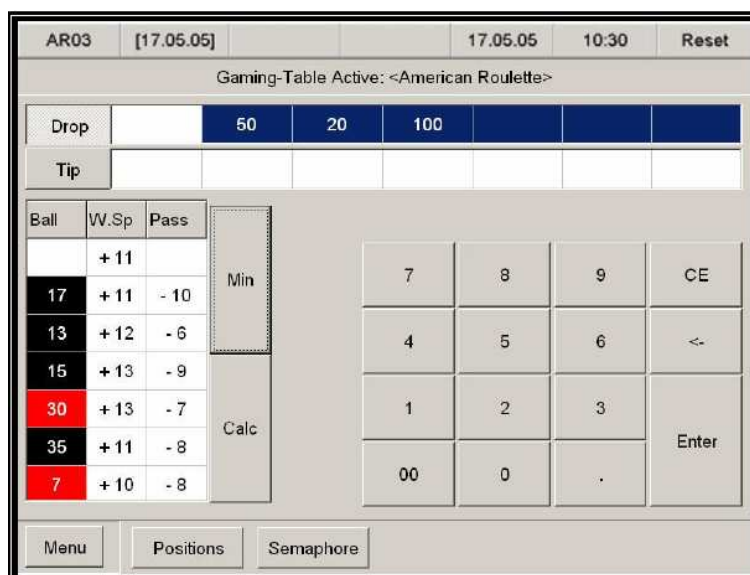 AR03 [17.05.05] 17.05.05 10:30 Reset
Gaming-Table Active: <American Roulette>
Drop 50 20 100
Tip
Ball W.Sp Pass
+ 11
17 + 11 - 10
13 + 12 - 6
15 + 13 - 9
30 + 13 - 7
35 + 11 - 8
7 + 10 - 8
Min
Calc
7 8 9 CE
4 5 6 <-
1 2 3
00 0 . Enter
Menu Positions Semaphore